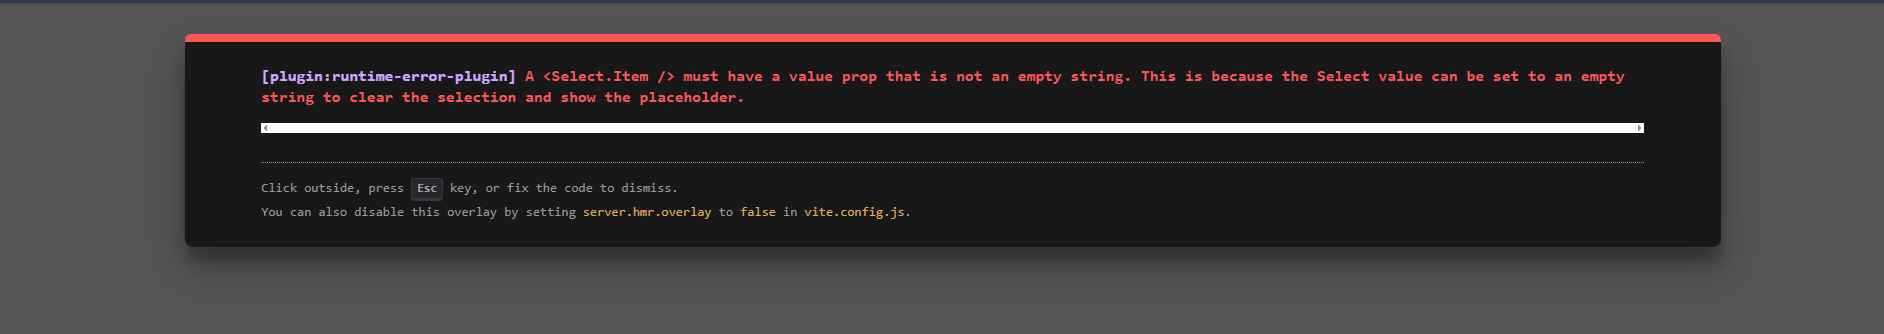 [plugin:runtime-error-plugin] A <Select.Item /> must have a value prop that is not an empty string. This is because the Select value can be set to an empty
string to clear the selection and show the placeholder.
Click outside, press Esc key, or fix the code to dismiss.
You can also disable this overlay by setting server.hmr.overlay to false in vite.config.js.